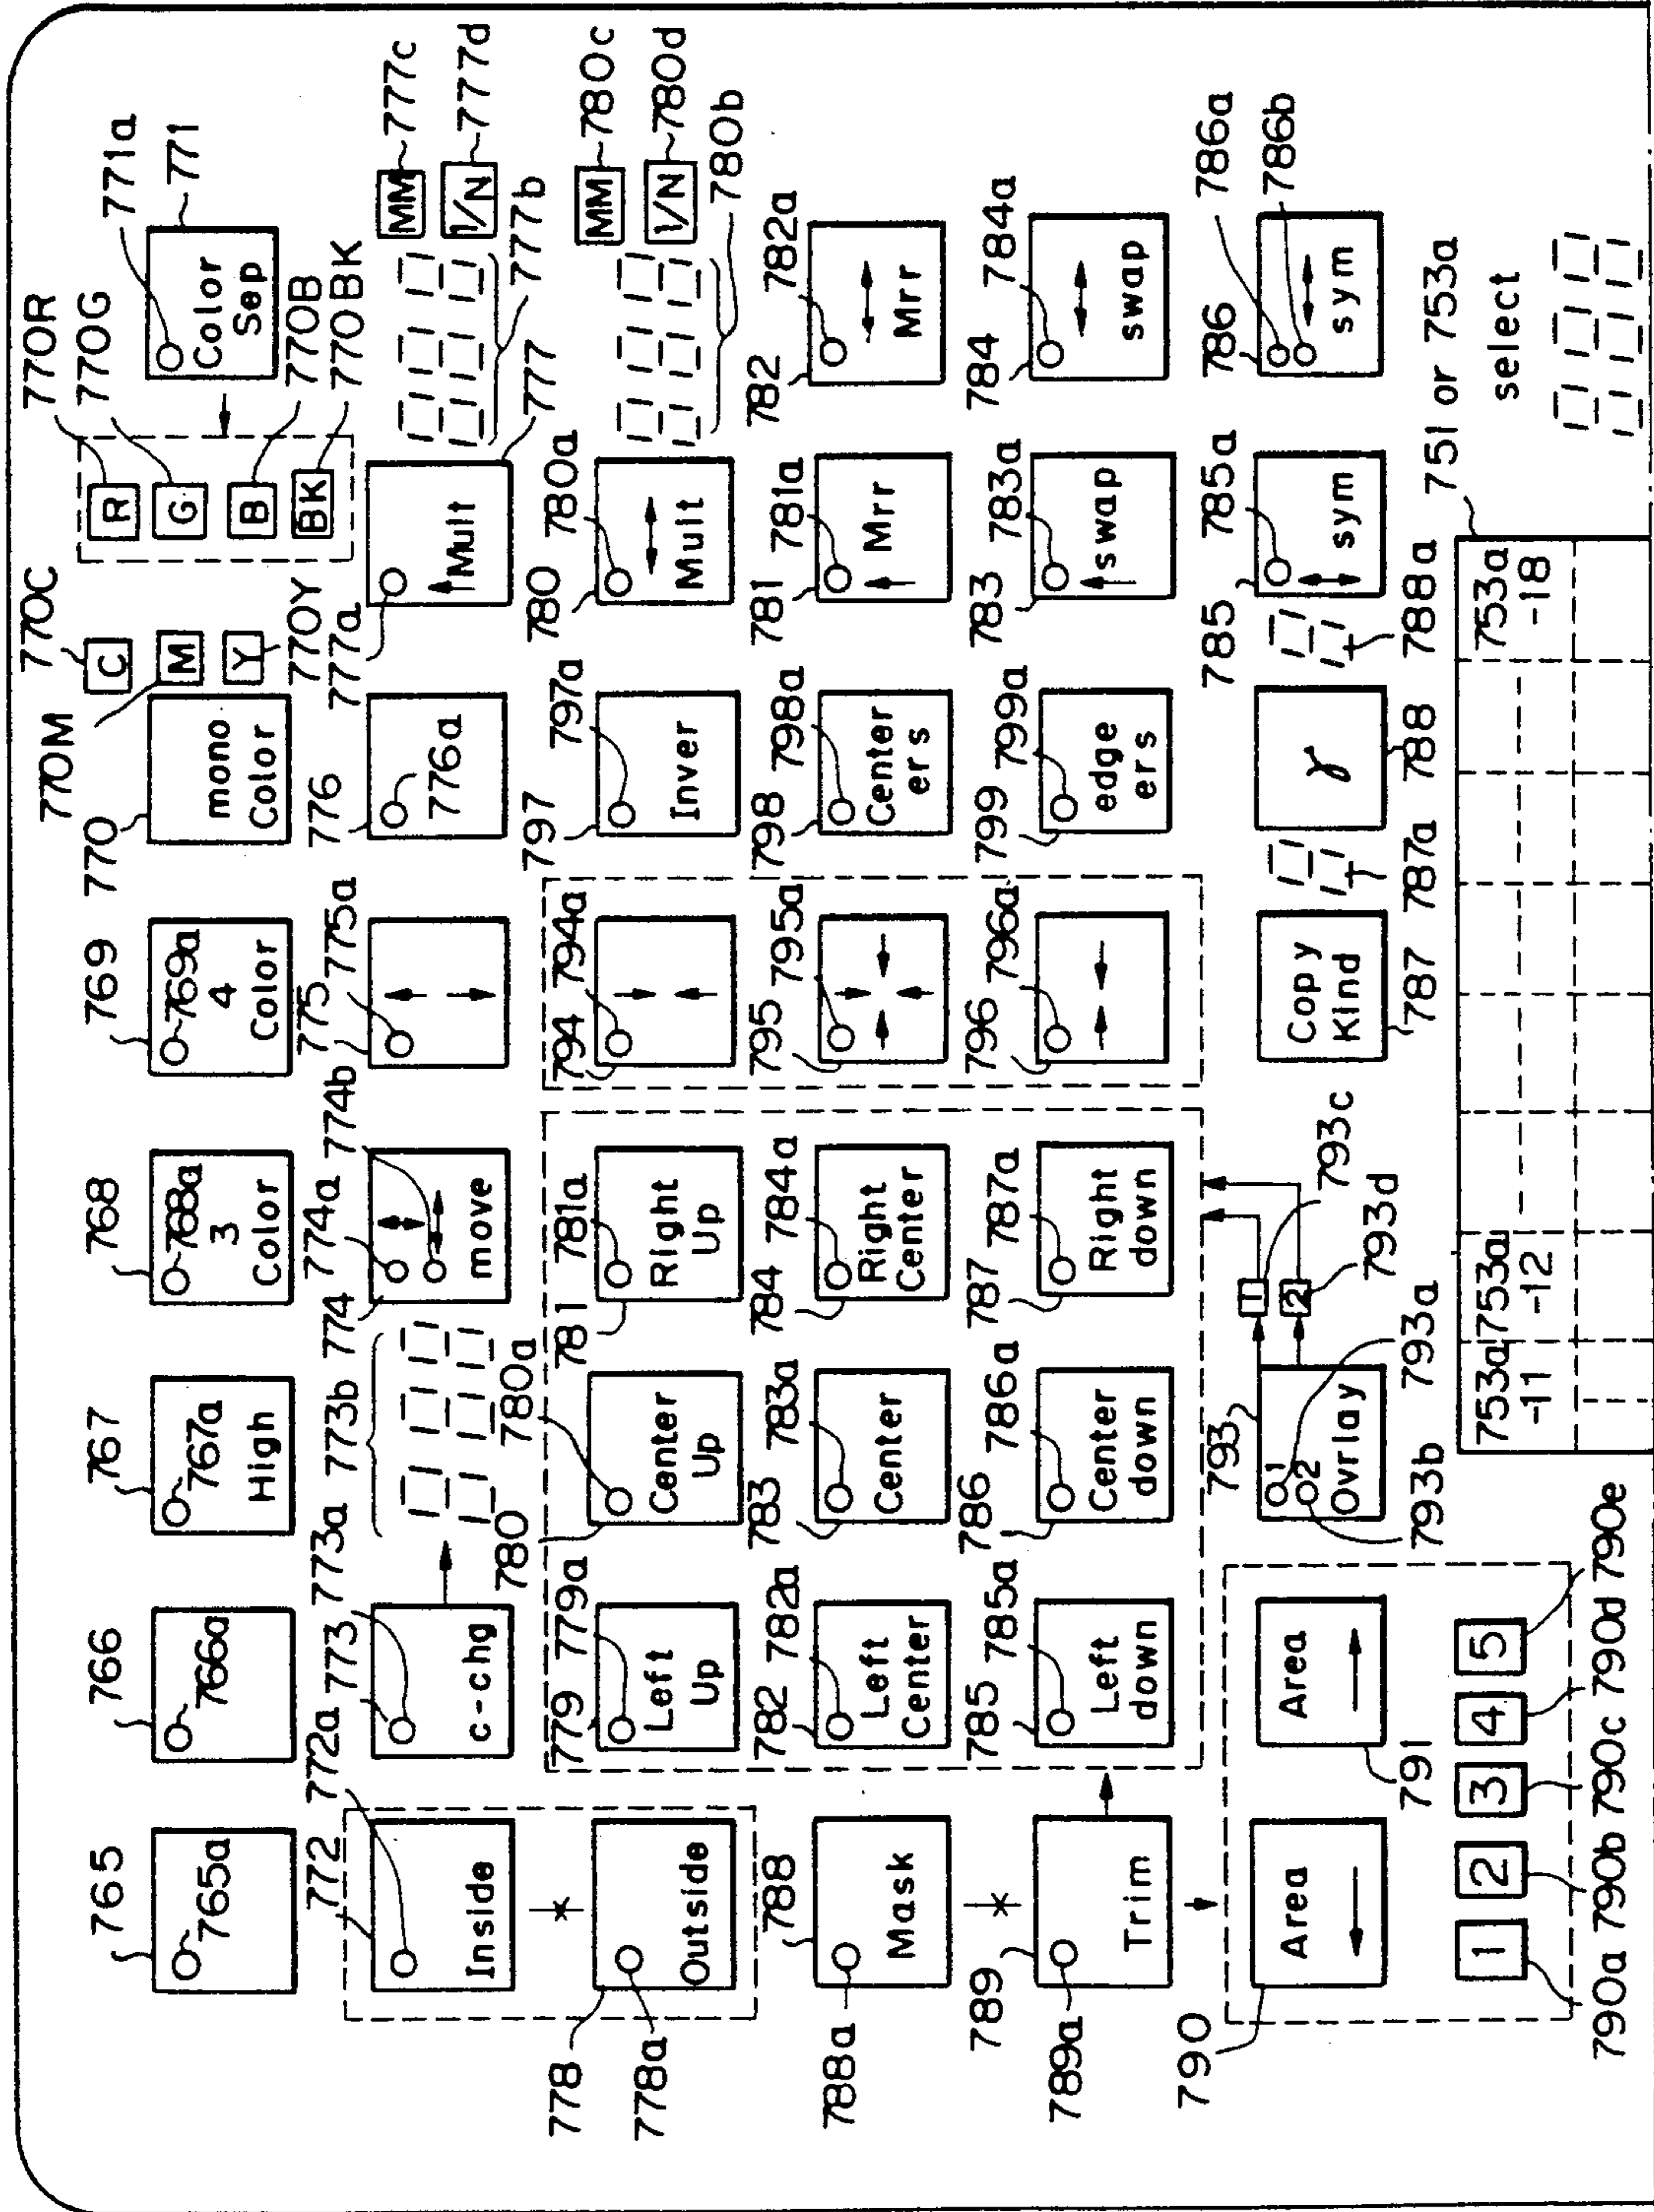 765 766 767 768 769 770 770M 770C 770R 770G 771a 771
765a
766a
767a
High
768a
3
Color
769a
4
Color
mono
Color
C
M
Y
R
G
B
BK
Color
Sep
770Y 770B 770BK
772 772a 773 773a 773b 774 774a 774b 775 775a 776 777a 777 777b 777c 777d
Inside
c-chg
move
776a
Mult
MM
1/N
778 778a 779 779a 780 780a 781 781a 794 794a 797 797a 780 780a 780b 780c 780d
Outside
Left
Up
Center
Up
Right
Up
Inver
Mult
MM
1/N
788 788a 782 782a 783 783a 784 784a 795 795a 798 798a 781 781a 782 782a
Mask
Left
Center
Center
Right
Center
Center
ers
Mrr
Mrr
789 789a 785 785a 786 786a 787 787a 796 796a 799 799a 783 783a 784 784a
Trim
Left
down
Center
down
Right
down
edge
ers
swap
swap
790 791 793 793a 793b 793c 793d 787 787a 788 788a 785 785a 786 786a 786b
Area
Area
1
2
Ovrlay
1
2
Copy
Kind
γ
sym
sym
1 2 3 4 5
790a 790b 790c 790d 790e
753a
-11
753a
-12
753a
-18
751 or 753a
select